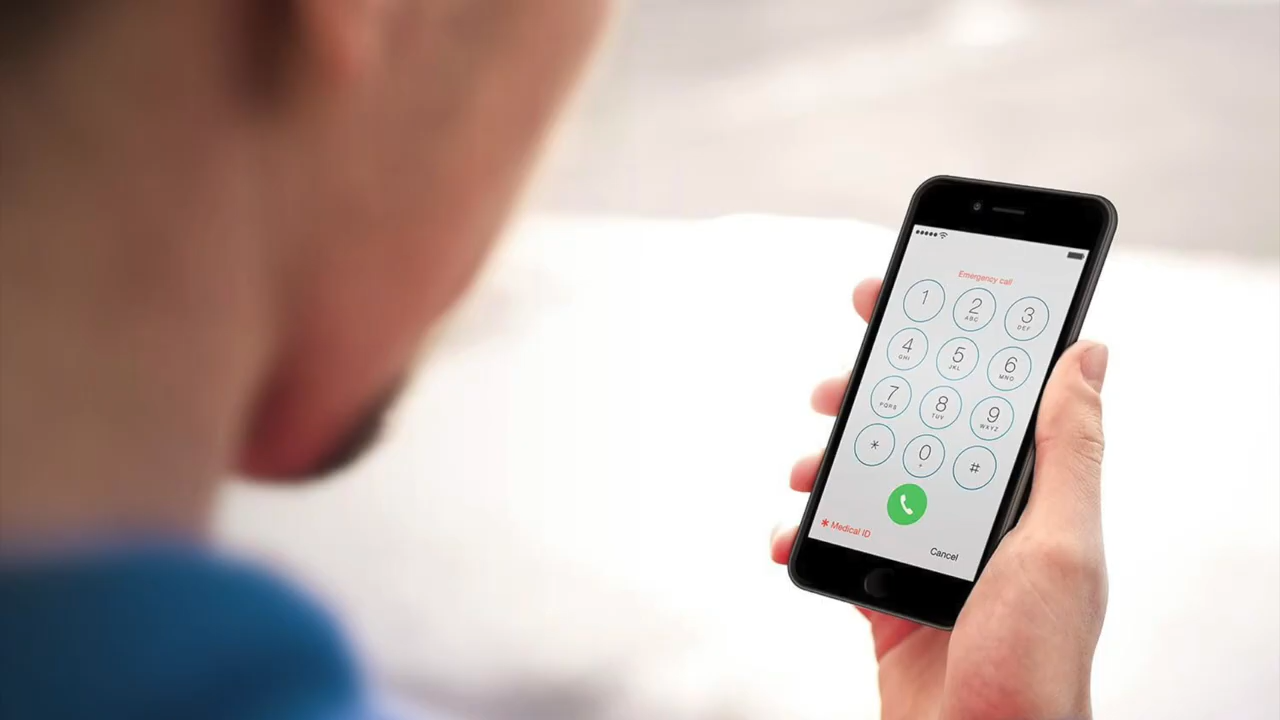 Emergency call
1 2 3
ABC DEF
4 5 6
GHI JKL MNO
7 8 9
PQRS TUV WXYZ
* 0 #
+
* Medical ID
Cancel